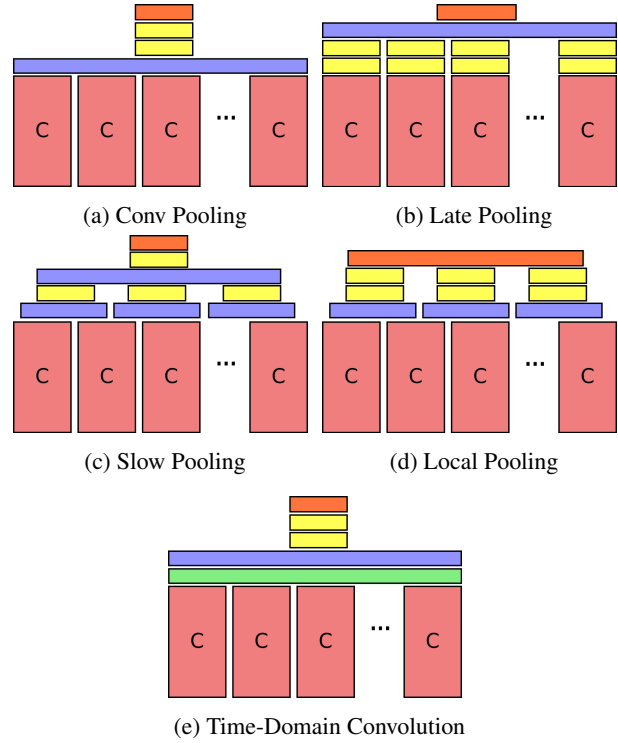 C C C ... C
C C C ... C
(a) Conv Pooling
(b) Late Pooling
C C C ... C
C C C ... C
(c) Slow Pooling
(d) Local Pooling
C C C ... C
(e) Time-Domain Convolution